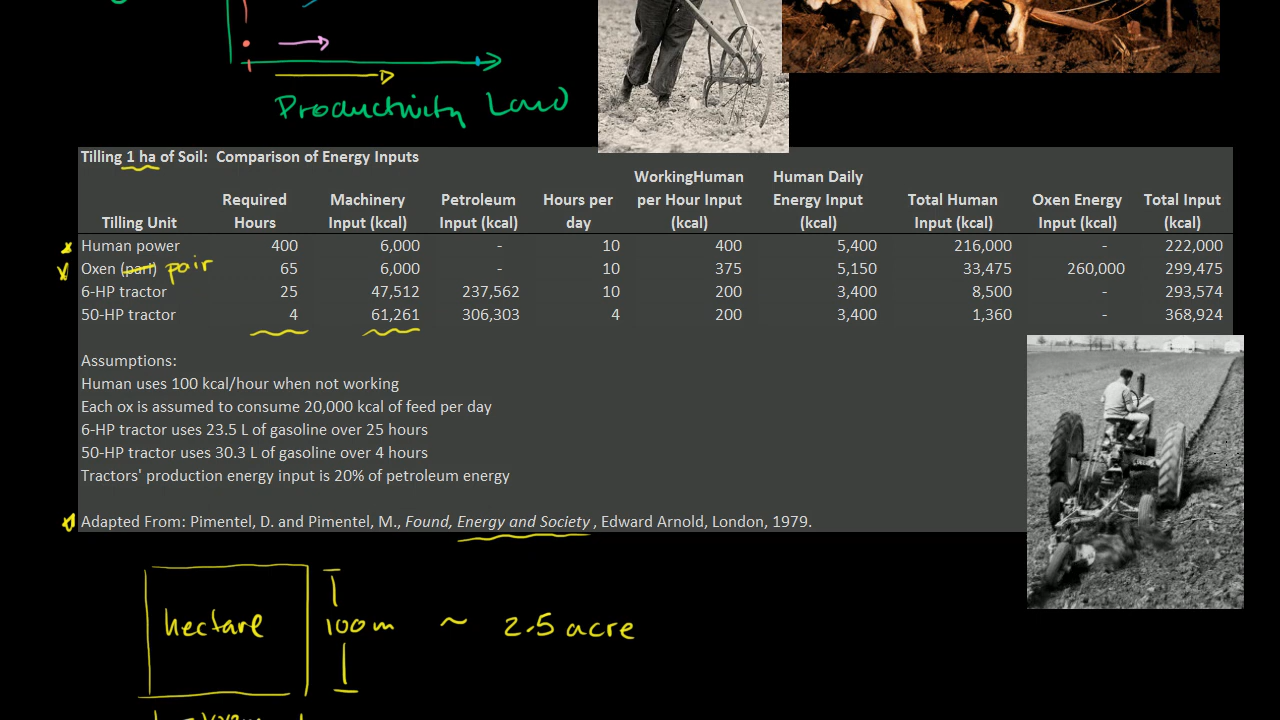 Productivity Land
Tilling 1 ha of Soil: Comparison of Energy Inputs
Tilling Unit Required Hours Machinery Input (kcal) Petroleum Input (kcal) Hours per day WorkingHuman per Hour Input (kcal) Human Daily Energy Input (kcal) Total Human Input (kcal) Oxen Energy Input (kcal) Total Input (kcal)
Human power 400 6,000 - 10 400 5,400 216,000 - 222,000
Oxen (pari) pair 65 6,000 - 10 375 5,150 33,475 260,000 299,475
6-HP tractor 25 47,512 237,562 10 200 3,400 8,500 - 293,574
50-HP tractor 4 61,261 306,303 4 200 3,400 1,360 - 368,924
Assumptions:
Human uses 100 kcal/hour when not working
Each ox is assumed to consume 20,000 kcal of feed per day
6-HP tractor uses 23.5 L of gasoline over 25 hours
50-HP tractor uses 30.3 L of gasoline over 4 hours
Tractors' production energy input is 20% of petroleum energy
Adapted From: Pimentel, D. and Pimentel, M., Found, Energy and Society , Edward Arnold, London, 1979.
hectare 100m ~ 2.5 acre